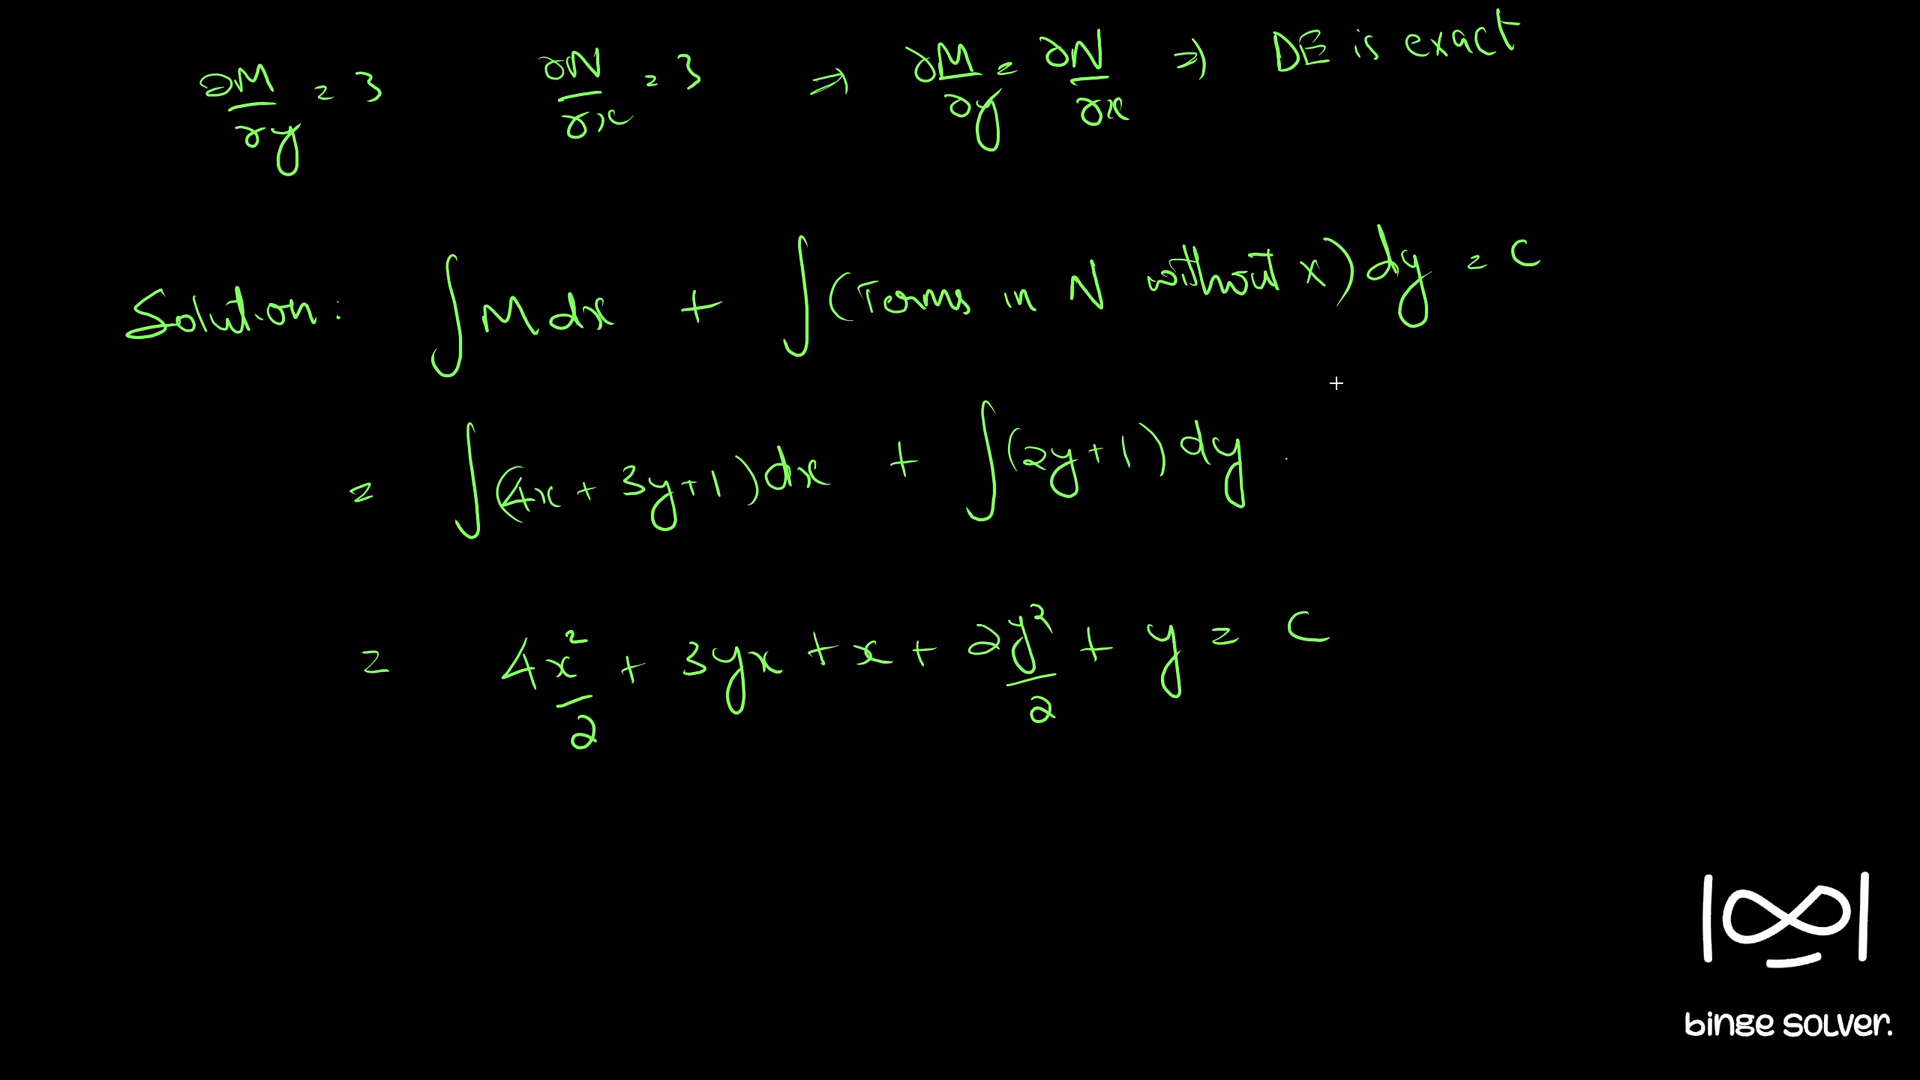 ∂M/∂y = 3    ∂N/∂x = 3    ⇒ ∂M/∂y = ∂N/∂x ⇒ DE is exact
Solution: ∫ M dx + ∫ (Terms in N without x) dy = c
= ∫ (4x + 3y + 1) dx + ∫ (2y + 1) dy
= 4x²/2 + 3yx + x + 2y²/2 + y = c
binge solver.